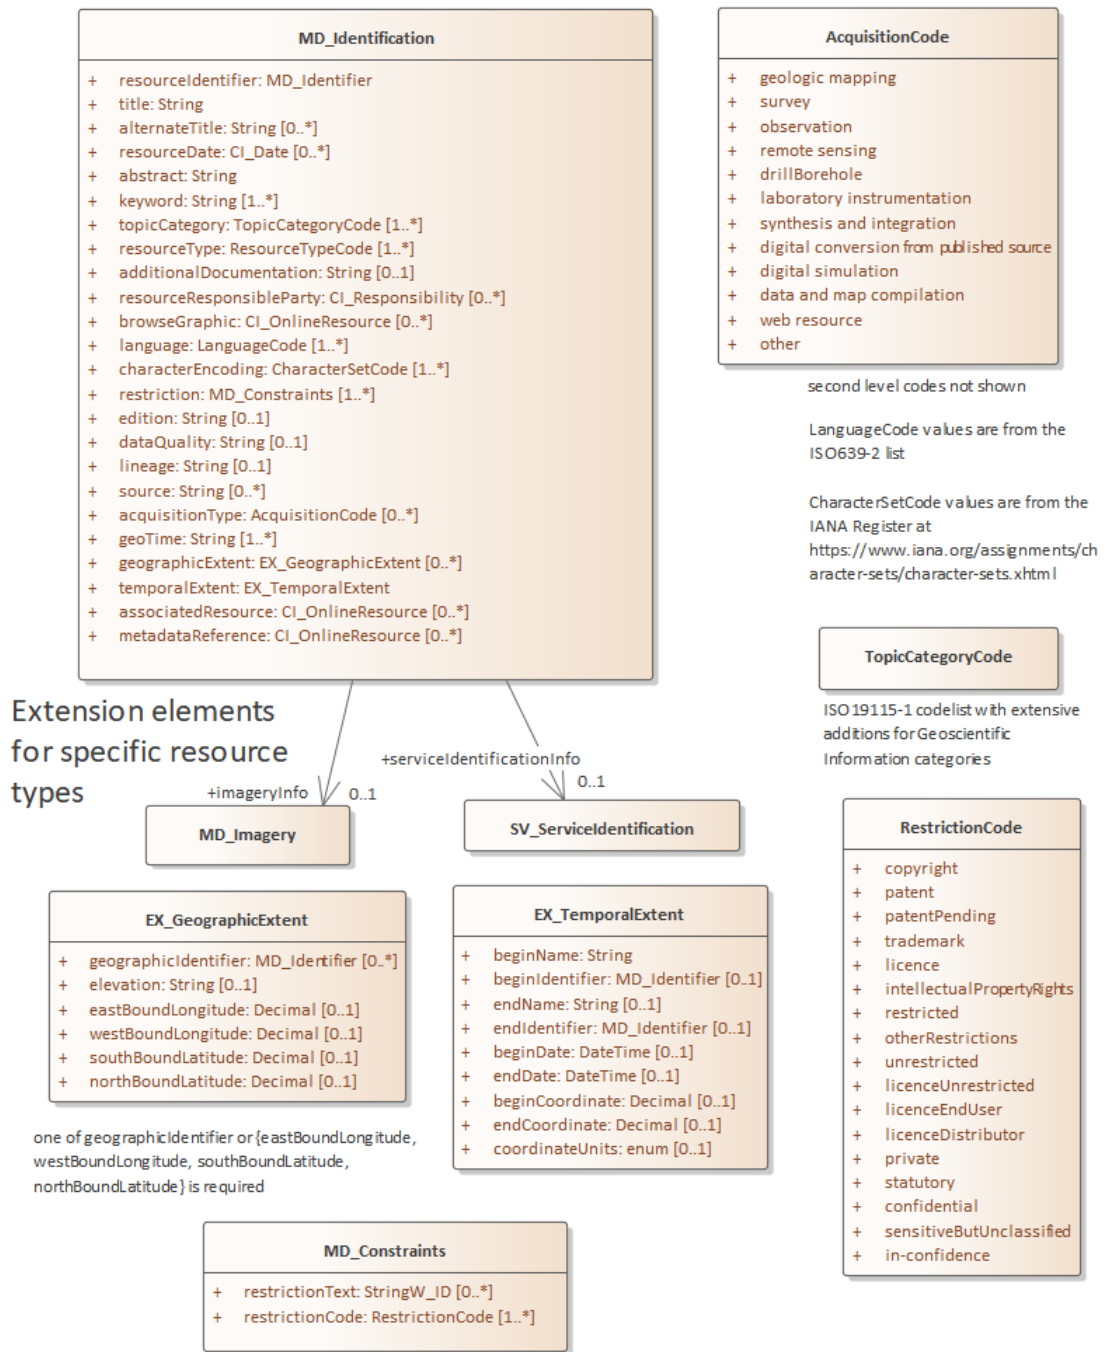 MD_Identification
+ resourceIdentifier: MD_Identifier
+ title: String
+ alternateTitle: String [0..*]
+ resourceDate: CI_Date [0..*]
+ abstract: String
+ keyword: String [1..*]
+ topicCategory: TopicCategoryCode [1..*]
+ resourceType: ResourceTypeCode [1..*]
+ additionalDocumentation: String [0..1]
+ resourceResponsibleParty: CI_Responsibility [0..*]
+ browseGraphic: CI_OnlineResource [0..*]
+ language: LanguageCode [1..*]
+ characterEncoding: CharacterSetCode [1..*]
+ restriction: MD_Constraints [1..*]
+ edition: String [0..1]
+ dataQuality: String [0..1]
+ lineage: String [0..1]
+ source: String [0..*]
+ acquisitionType: AcquisitionCode [0..*]
+ geoTime: String [1..*]
+ geographicExtent: EX_GeographicExtent [0..*]
+ temporalExtent: EX_TemporalExtent
+ associatedResource: CI_OnlineResource [0..*]
+ metadataReference: CI_OnlineResource [0..*]
AcquisitionCode
+ geologic mapping
+ survey
+ observation
+ remote sensing
+ drillBorehole
+ laboratory instrumentation
+ synthesis and integration
+ digital conversion from published source
+ digital simulation
+ data and map compilation
+ web resource
+ other
second level codes not shown
LanguageCode values are from the
ISO639-2 list
CharacterSetCode values are from the
IANA Register at
https://www.iana.org/assignments/ch
aracter-sets/character-sets.xhtml
TopicCategoryCode
ISO19115-1 codelist with extensive
additions for Geoscientific
Information categories
Extension elements
for specific resource
types
+imageryInfo
0..1
+serviceIdentificationInfo
0..1
MD_Imagery
SV_ServiceIdentification
EX_GeographicExtent
+ geographicIdentifier: MD_Identifier [0..*]
+ elevation: String [0..1]
+ eastBoundLongitude: Decimal [0..1]
+ westBoundLongitude: Decimal [0..1]
+ southBoundLatitude: Decimal [0..1]
+ northBoundLatitude: Decimal [0..1]
one of geographicIdentifier or {eastBoundLongitude,
westBoundLongitude, southBoundLatitude,
northBoundLatitude} is required
EX_TemporalExtent
+ beginName: String
+ beginIdentifier: MD_Identifier [0..1]
+ endName: String [0..1]
+ endIdentifier: MD_Identifier [0..1]
+ beginDate: DateTime [0..1]
+ endDate: DateTime [0..1]
+ beginCoordinate: Decimal [0..1]
+ endCoordinate: Decimal [0..1]
+ coordinateUnits: enum [0..1]
RestrictionCode
+ copyright
+ patent
+ patentPending
+ trademark
+ licence
+ intellectualPropertyRights
+ restricted
+ otherRestrictions
+ unrestricted
+ licenceUnrestricted
+ licenceEndUser
+ licenceDistributor
+ private
+ statutory
+ confidential
+ sensitiveButUnclassified
+ in-confidence
MD_Constraints
+ restrictionText: StringW_ID [0..*]
+ restrictionCode: RestrictionCode [1..*]